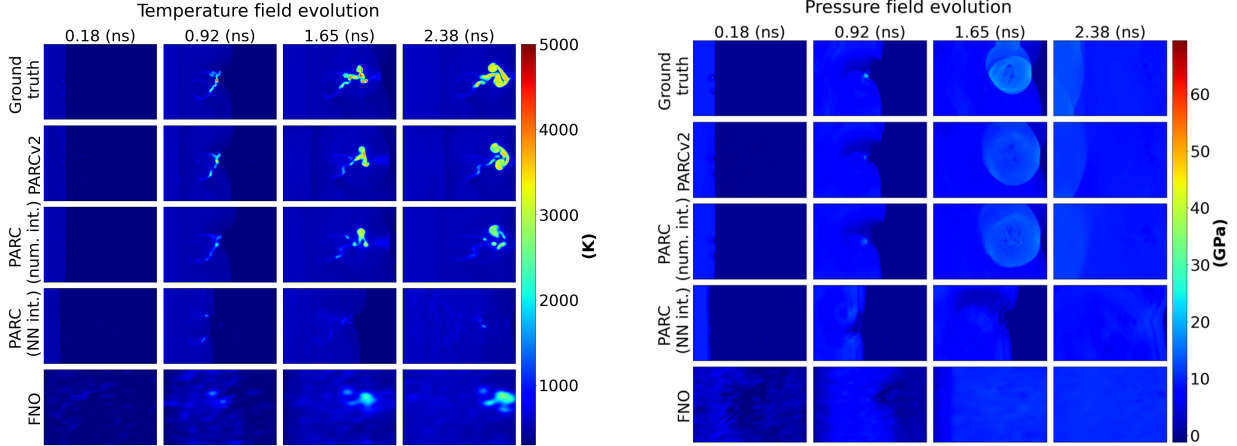 Temperature field evolution
0.18 (ns) 0.92 (ns) 1.65 (ns) 2.38 (ns)
Ground
truth
PARCv2
PARC
(num. int.)
PARC
(NN int.)
FNO
5000
4000
3000
2000
1000
(K)
Pressure field evolution
0.18 (ns) 0.92 (ns) 1.65 (ns) 2.38 (ns)
Ground
truth
PARCv2
PARC
(num. int.)
PARC
(NN int.)
FNO
60
50
40
30
20
10
0
(GPa)